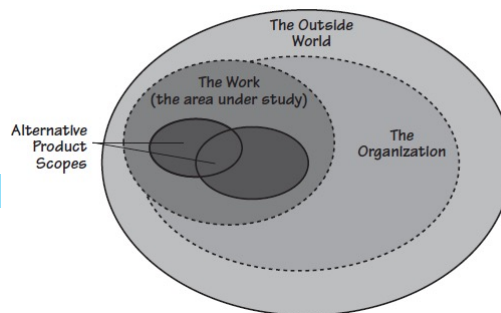 The Outside
World
The Work
(the area under study)
Alternative
Product
Scopes
The
Organization